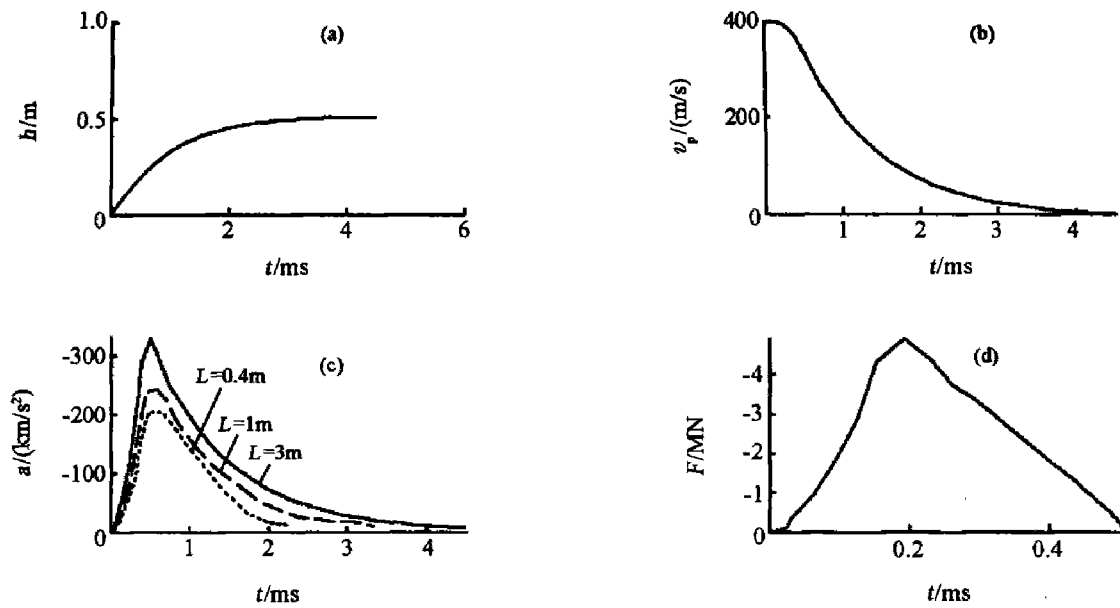 (a)
1.0
0.5
0
h/m
2
4
6
t/ms
(b)
400
200
0
vₚ/(m/s)
1
2
3
4
t/ms
(c)
-300
-200
-100
0
a/(km/s²)
L=0.4m
L=1m
L=3m
1
2
3
4
t/ms
(d)
-4
-3
-2
-1
0
F/MN
0.2
0.4
t/ms